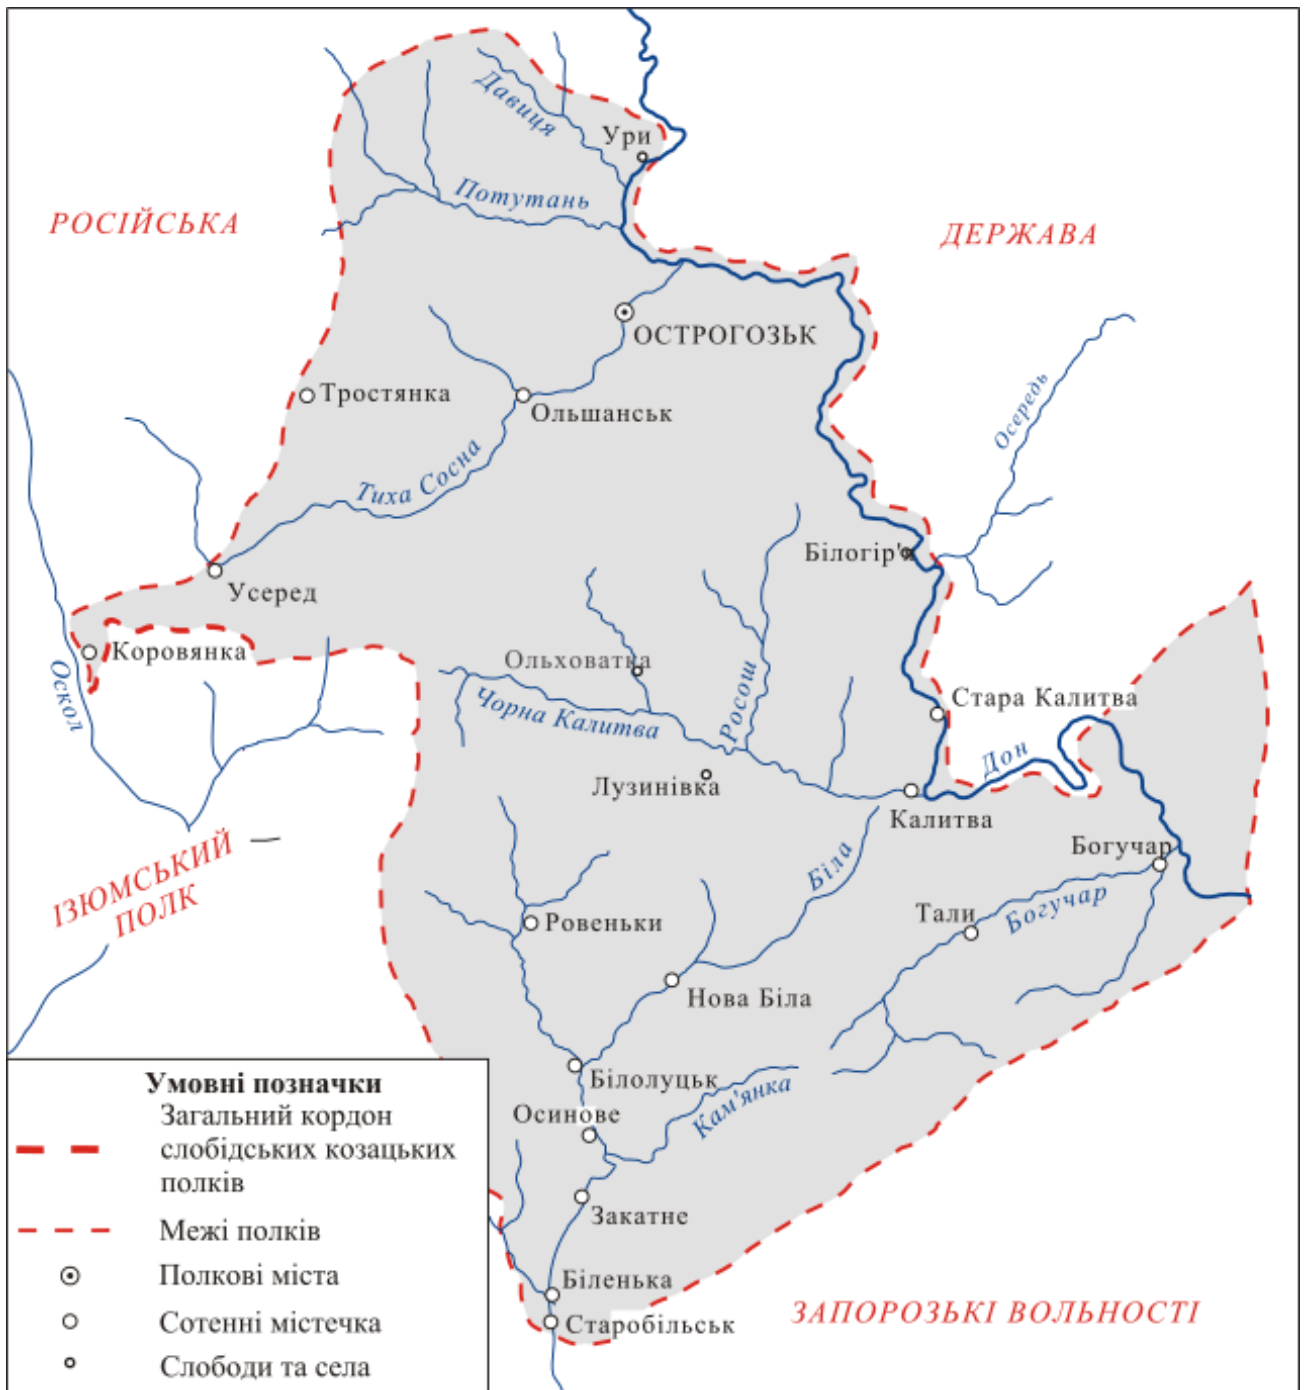 Давиця
Ури
Потутань
РОСІЙСЬКА
ДЕРЖАВА
ОСТРОГОЗЬК
Тростянка
Ольшанськ
Осередь
Тиха Сосна
Білогір'я
Усеред
Коровянка
Ольховатка
Оскол
Чорна Калитва
Росош
Стара Калитва
Дон
Лузинівка
Калитва
ІЗЮМСЬКИЙ
ПОЛК
Біла
Богучар
Ровеньки
Тали
Богучар
Нова Біла
Білолуцьк
Осинове
Кам'янка
Закатне
Біленька
Старобільськ
ЗАПОРОЗЬКІ ВОЛЬНОСТІ
Умовні позначки
Загальний кордон
слобідських козацьких
полків
Межі полків
Полкові міста
Сотенні містечка
Слободи та села